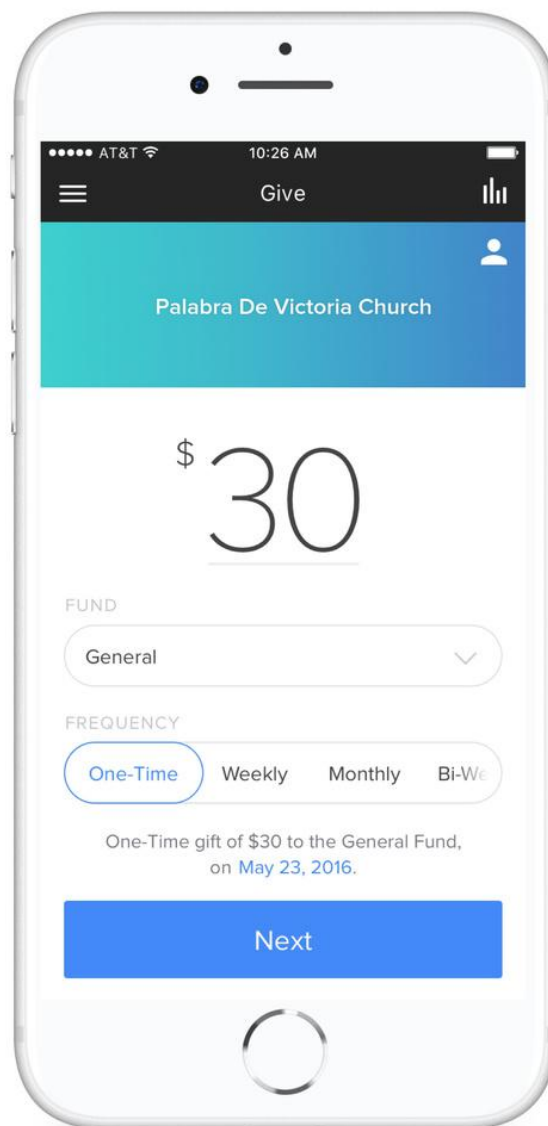 AT&T 10:26 AM
Give
Palabra De Victoria Church
$30
FUND
General
FREQUENCY
One-Time Weekly Monthly Bi-We
One-Time gift of $30 to the General Fund,
on May 23, 2016.
Next